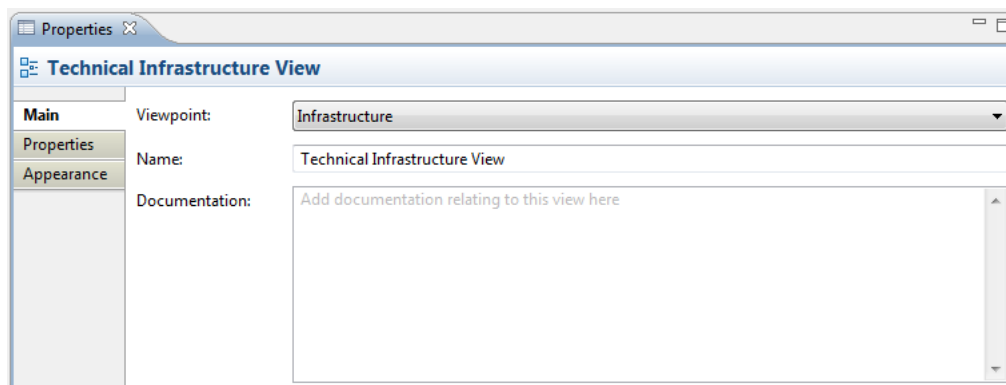 Properties
Technical Infrastructure View
Main
Viewpoint:
Infrastructure
Properties
Name:
Technical Infrastructure View
Appearance
Documentation:
Add documentation relating to this view here